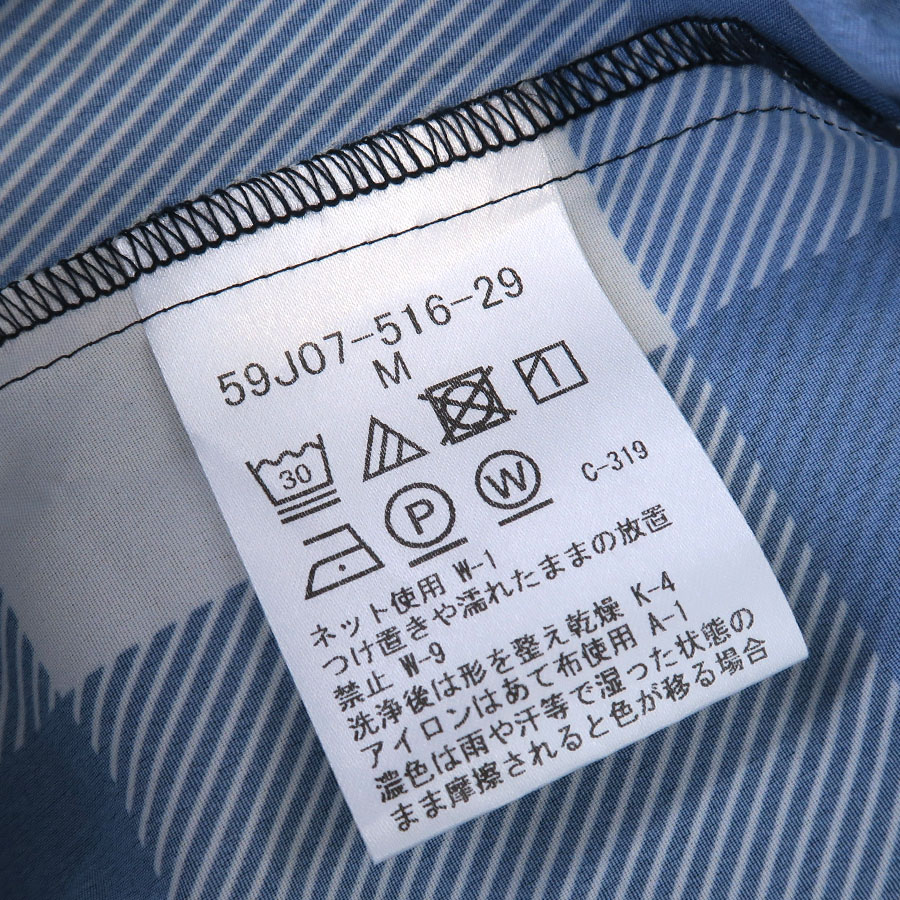 59J07-516-29
M
30
P W C-319
ネット使用 W-1
つけ置きや濡れたままの放置
禁止 W-9
洗浄後は形を整え乾燥 K-4
アイロンはあて布使用 A-1
濃色は雨や汗等で湿った状態の
まま摩擦されると色が移る場合